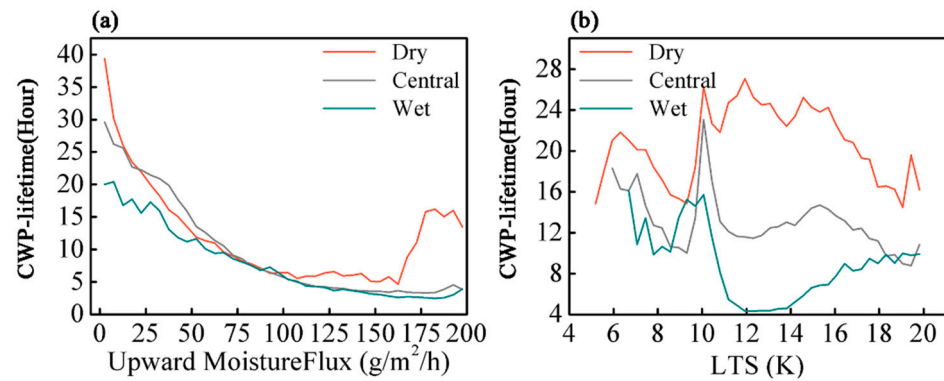 (a)
CWP-lifetime(Hour)
40
35
30
25
20
15
10
5
0
Dry
Central
Wet
0 25 50 75 100 125 150 175 200
Upward MoistureFlux (g/m²/h)
(b)
CWP-lifetime(Hour)
28
24
20
16
12
8
4
Dry
Central
Wet
4 6 8 10 12 14 16 18 20
LTS (K)